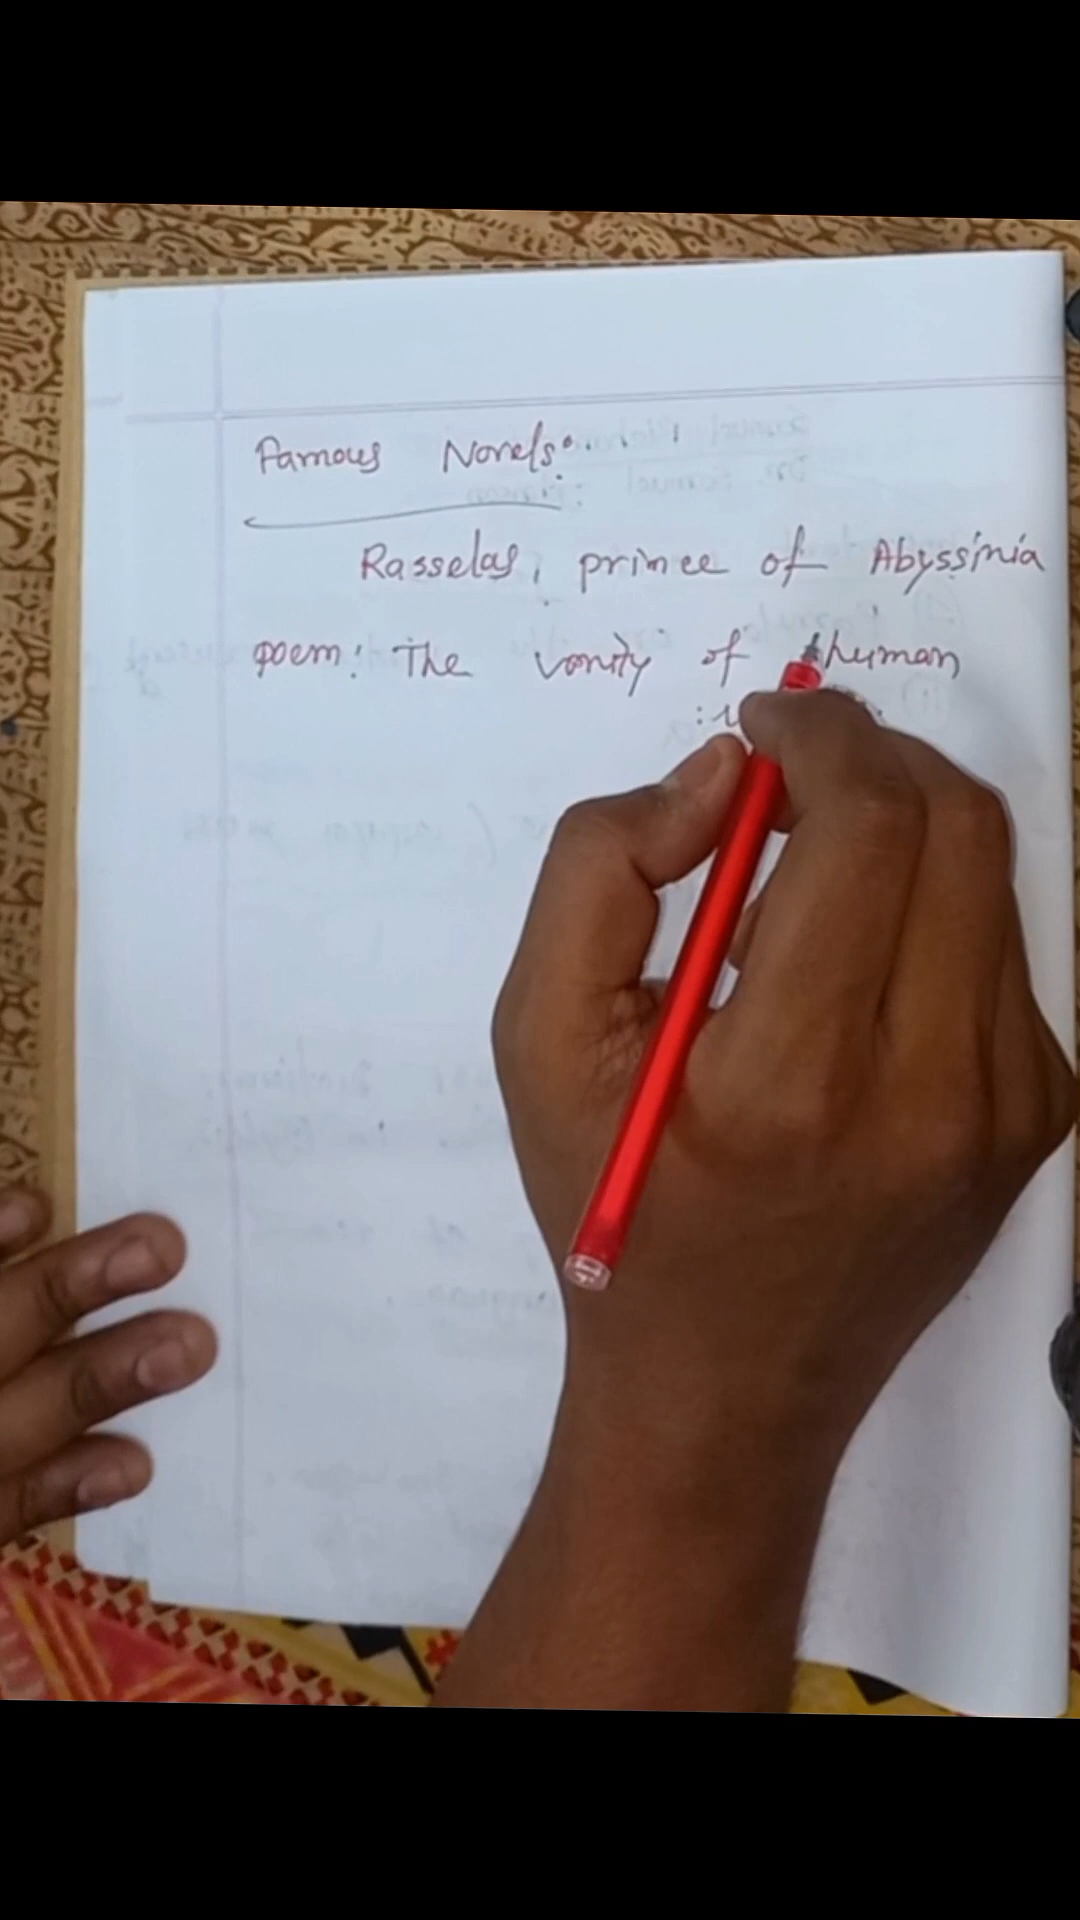 Famous Novels:
Rasselas, prince of Abyssinia
poem: The vanity of human